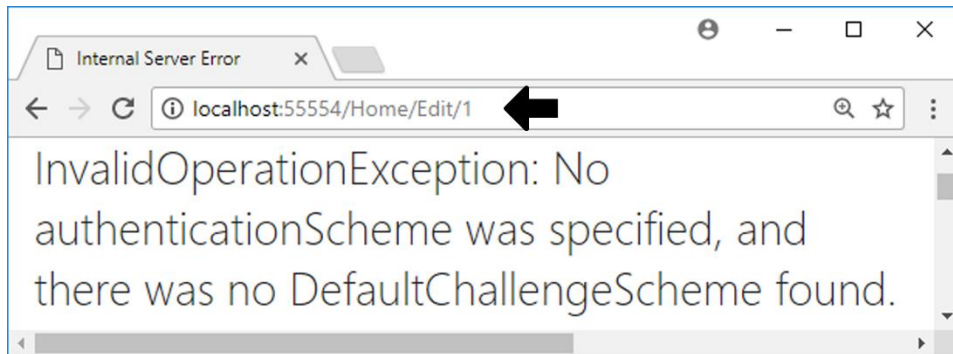 Internal Server Error
localhost:55554/Home/Edit/1
InvalidOperationException: No
authenticationScheme was specified, and
there was no DefaultChallengeScheme found.